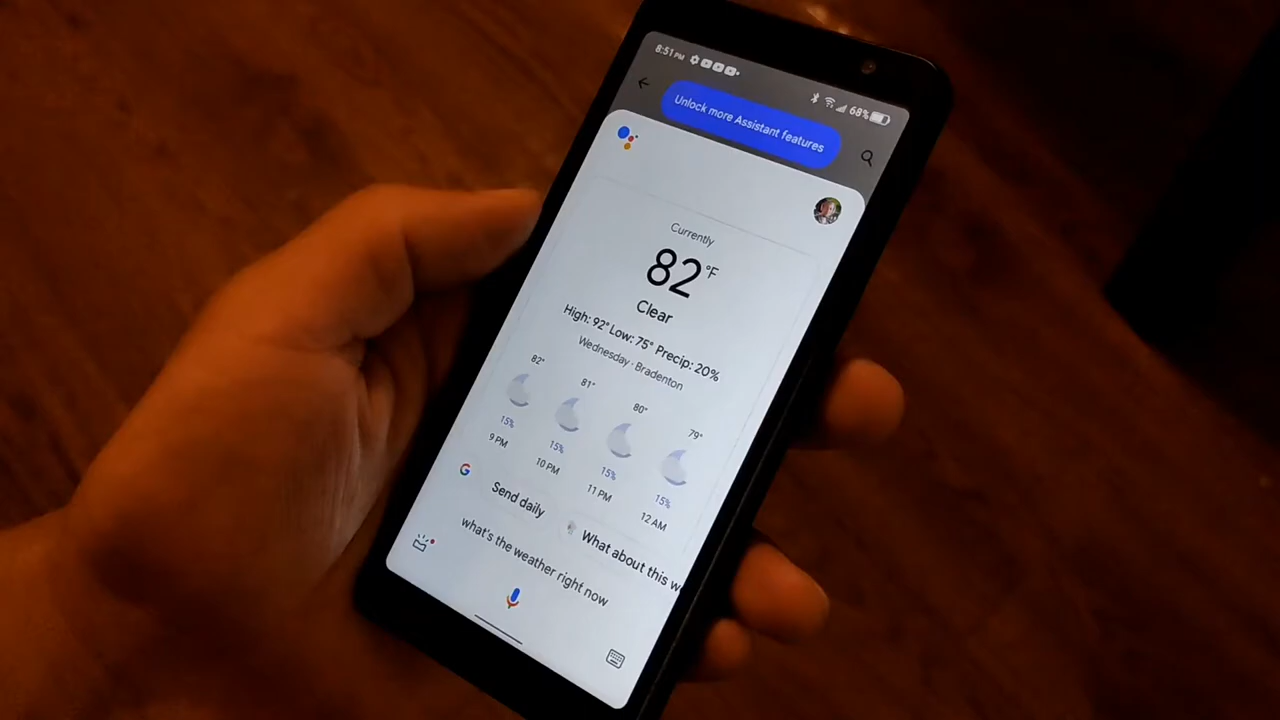 8:51 PM
68%
Unlock more Assistant features
Currently
82 °F
Clear
High: 92° Low: 75° Precip: 20%
Wednesday · Bradenton
82° 81° 80° 79°
15% 15% 15% 15%
9 PM 10 PM 11 PM 12 AM
G Send daily
What about this w
what's the weather right now